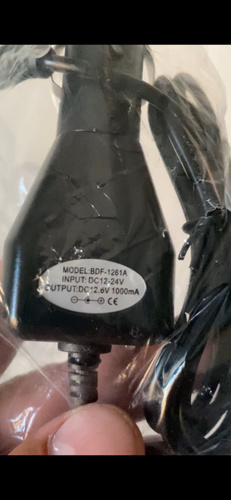 MODEL:BDF-1261A
INPUT: DC12-24V
OUTPUT:DC12.6V 1000mA
CE